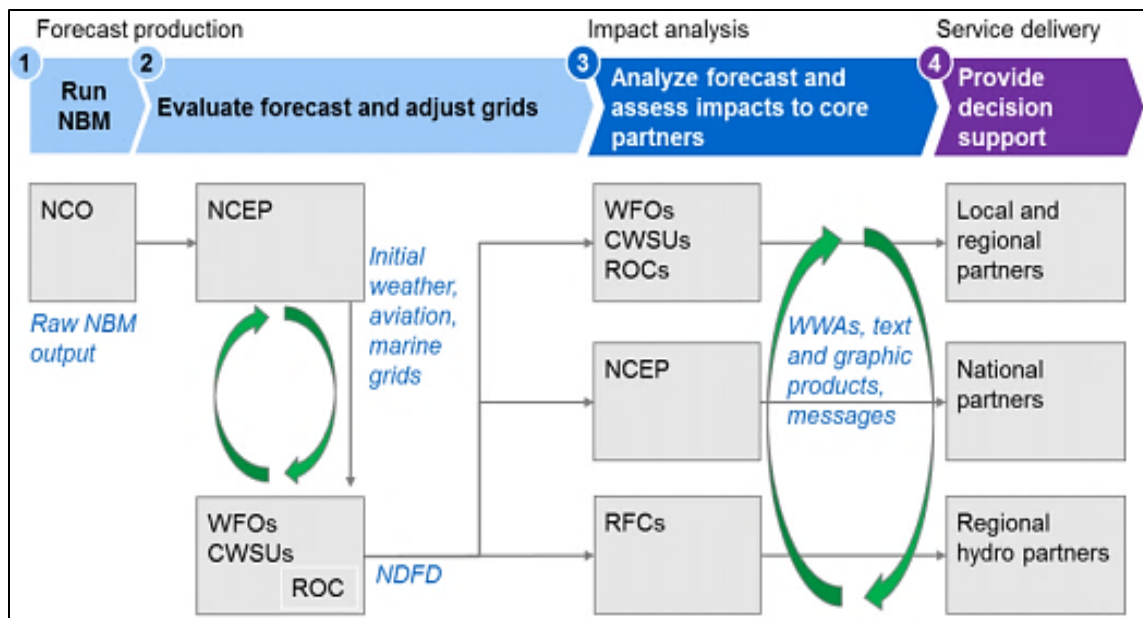 Forecast production
Impact analysis
Service delivery
1
Run
NBM
2
Evaluate forecast and adjust grids
3
Analyze forecast and
assess impacts to core
partners
4
Provide
decision
support
NCO
Raw NBM
output
NCEP
Initial
weather,
aviation,
marine
grids
WFOs
CWSUs
ROC
NDFD
WFOs
CWSUs
ROCs
NCEP
RFCs
WWAs, text
and graphic
products,
messages
Local and
regional
partners
National
partners
Regional
hydro partners